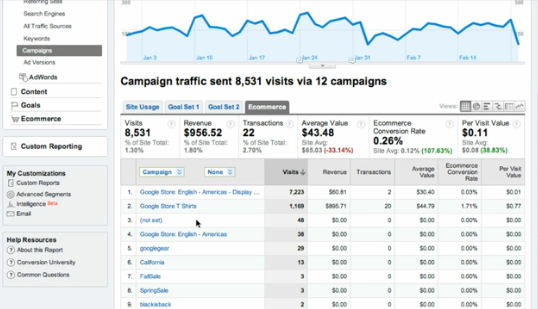 Referring Sites
Search Engines
All Traffic Sources
Keywords
Campaigns
Ad Versions
AdWords
Content
Goals
Ecommerce
Custom Reporting
My Customizations
Custom Reports
Advanced Segments
Intelligence Beta
Email
Help Resources
About this Report
Conversion University
Common Questions
300 300
Jan 3 Jan 10 Jan 17 Jan 24 Jan 31 Feb 7 Feb 14 Feb 21
Campaign traffic sent 8,531 visits via 12 campaigns
Site Usage Goal Set 1 Goal Set 2 Ecommerce Views:
Visits Revenue Transactions Average Value Ecommerce Conversion Rate Per Visit Value
8,531 $956.52 22 $43.48 0.26% $0.11
% of Site Total: 1.30% % of Site Total: 1.80% % of Site Total: 2.70% Site Avg: $65.03 (-33.14%) Site Avg: 0.12% (107.63%) Site Avg: $0.08 (38.83%)
Campaign None Visits Revenue Transactions Average Value Ecommerce Conversion Rate Per Visit Value
1. Google Store: English - Americas - Display ... 7,223 $60.81 2 $30.40 0.03% $0.01
2. Google Store T Shirts 1,169 $895.71 20 $44.79 1.71% $0.77
3. (not set) 48 $0.00 0 $0.00 0.00% $0.00
4. Google Store: English - Americas 38 $0.00 0 $0.00 0.00% $0.00
5. googlegear 29 $0.00 0 $0.00 0.00% $0.00
6. California 13 $0.00 0 $0.00 0.00% $0.00
7. FallSale 3 $0.00 0 $0.00 0.00% $0.00
8. SpringSale 3 $0.00 0 $0.00 0.00% $0.00
9. blackisback 2 $0.00 0 $0.00 0.00% $0.00